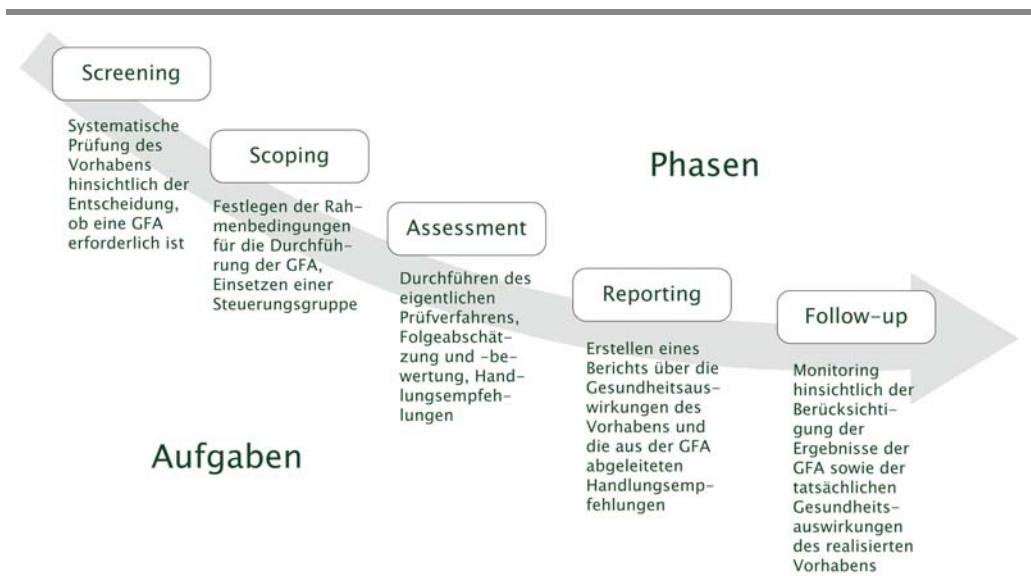 Screening
Systematische
Prüfung des
Vorhabens
hinsichtlich der
Entscheidung,
ob eine GFA
erforderlich ist
Scoping
Festlegen der Rah-
menbedingungen
für die Durchfüh-
rung der GFA,
Einsetzen einer
Steuerungsgruppe
Phasen
Assessment
Durchführen des
eigentlichen
Prüfverfahrens,
Folgeabschät-
zung und -be-
wertung, Hand-
lungsempfeh-
lungen
Reporting
Erstellen eines
Berichts über die
Gesundheitsaus-
wirkungen des
Vorhabens und
die aus der GFA
abgeleiteten
Handlungsemp-
fehlungen
Follow-up
Monitoring
hinsichtlich der
Berücksichti-
gung der
Ergebnisse der
GFA sowie der
tatsächlichen
Gesundheits-
auswirkungen
des realisierten
Vorhabens
Aufgaben